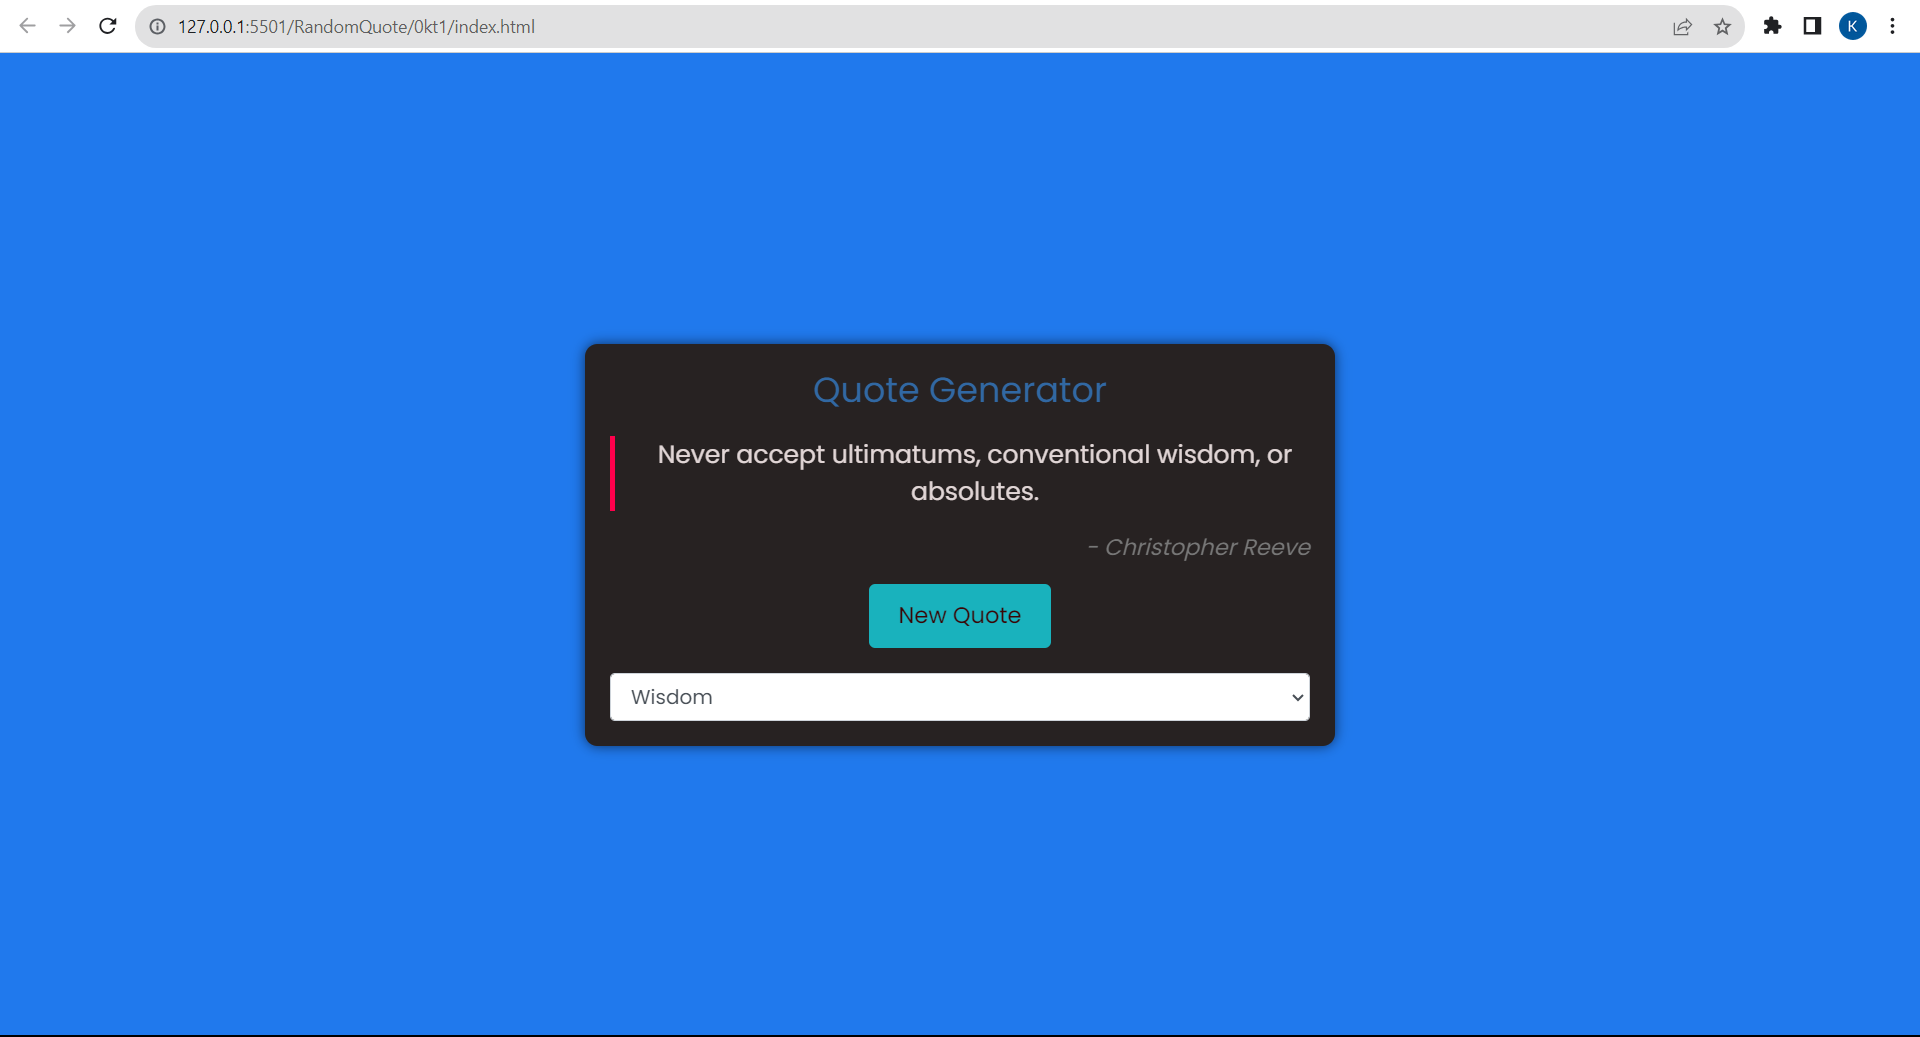 127.0.0.1:5501/RandomQuote/0kt1/index.html
K
Quote Generator
Never accept ultimatums, conventional wisdom, or
absolutes.
- Christopher Reeve
New Quote
Wisdom